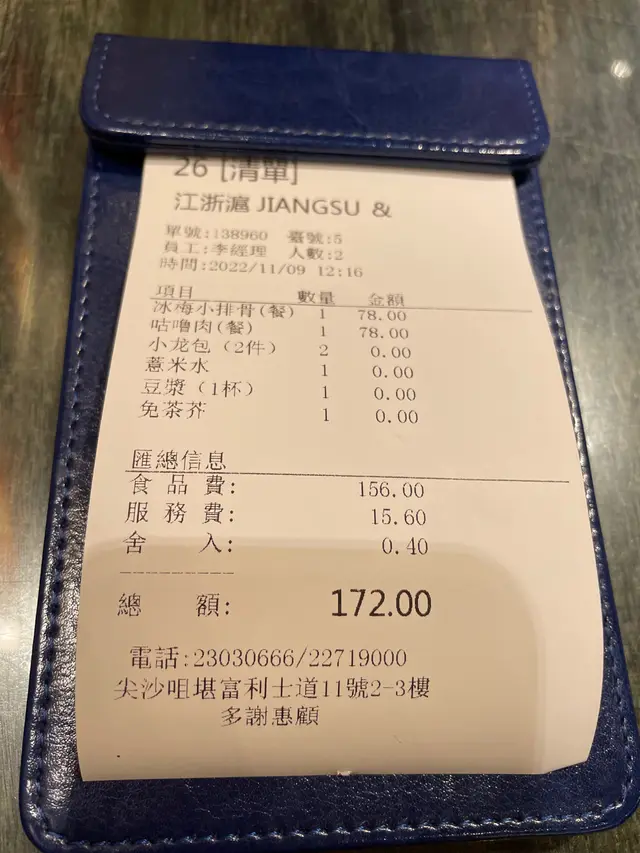 26 [清單]
江浙滬 JIANGSU &
單號:138960 臺號:5
員工:李經理 人數:2
時間:2022/11/09 12:16
項目 數量 金額
冰梅小排骨(餐) 1 78.00
咕嚕肉(餐) 1 78.00
小龙包（2件） 2 0.00
薏米水 1 0.00
豆漿（1杯） 1 0.00
免茶芥 1 0.00
匯總信息
食品費: 156.00
服務費: 15.60
舍入: 0.40
----------
總額: 172.00
電話:23030666/22719000
尖沙咀堪富利士道11號2-3樓
多謝惠顧